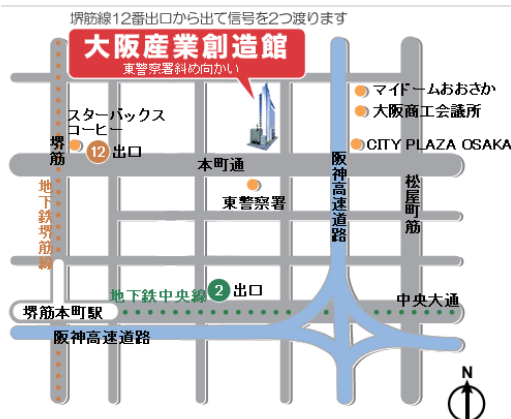 堺筋線12番出口から出て信号を2つ渡ります
大阪産業創造館
東警察署斜め向かい
マイドームおおさか
大阪商工会議所
CITY PLAZA OSAKA
スターバックス
コーヒー
堺筋
12 出口
本町通
阪神高速道路
松屋町筋
東警察署
地下鉄堺筋線
地下鉄中央線
2 出口
中央大通
堺筋本町駅
阪神高速道路
N